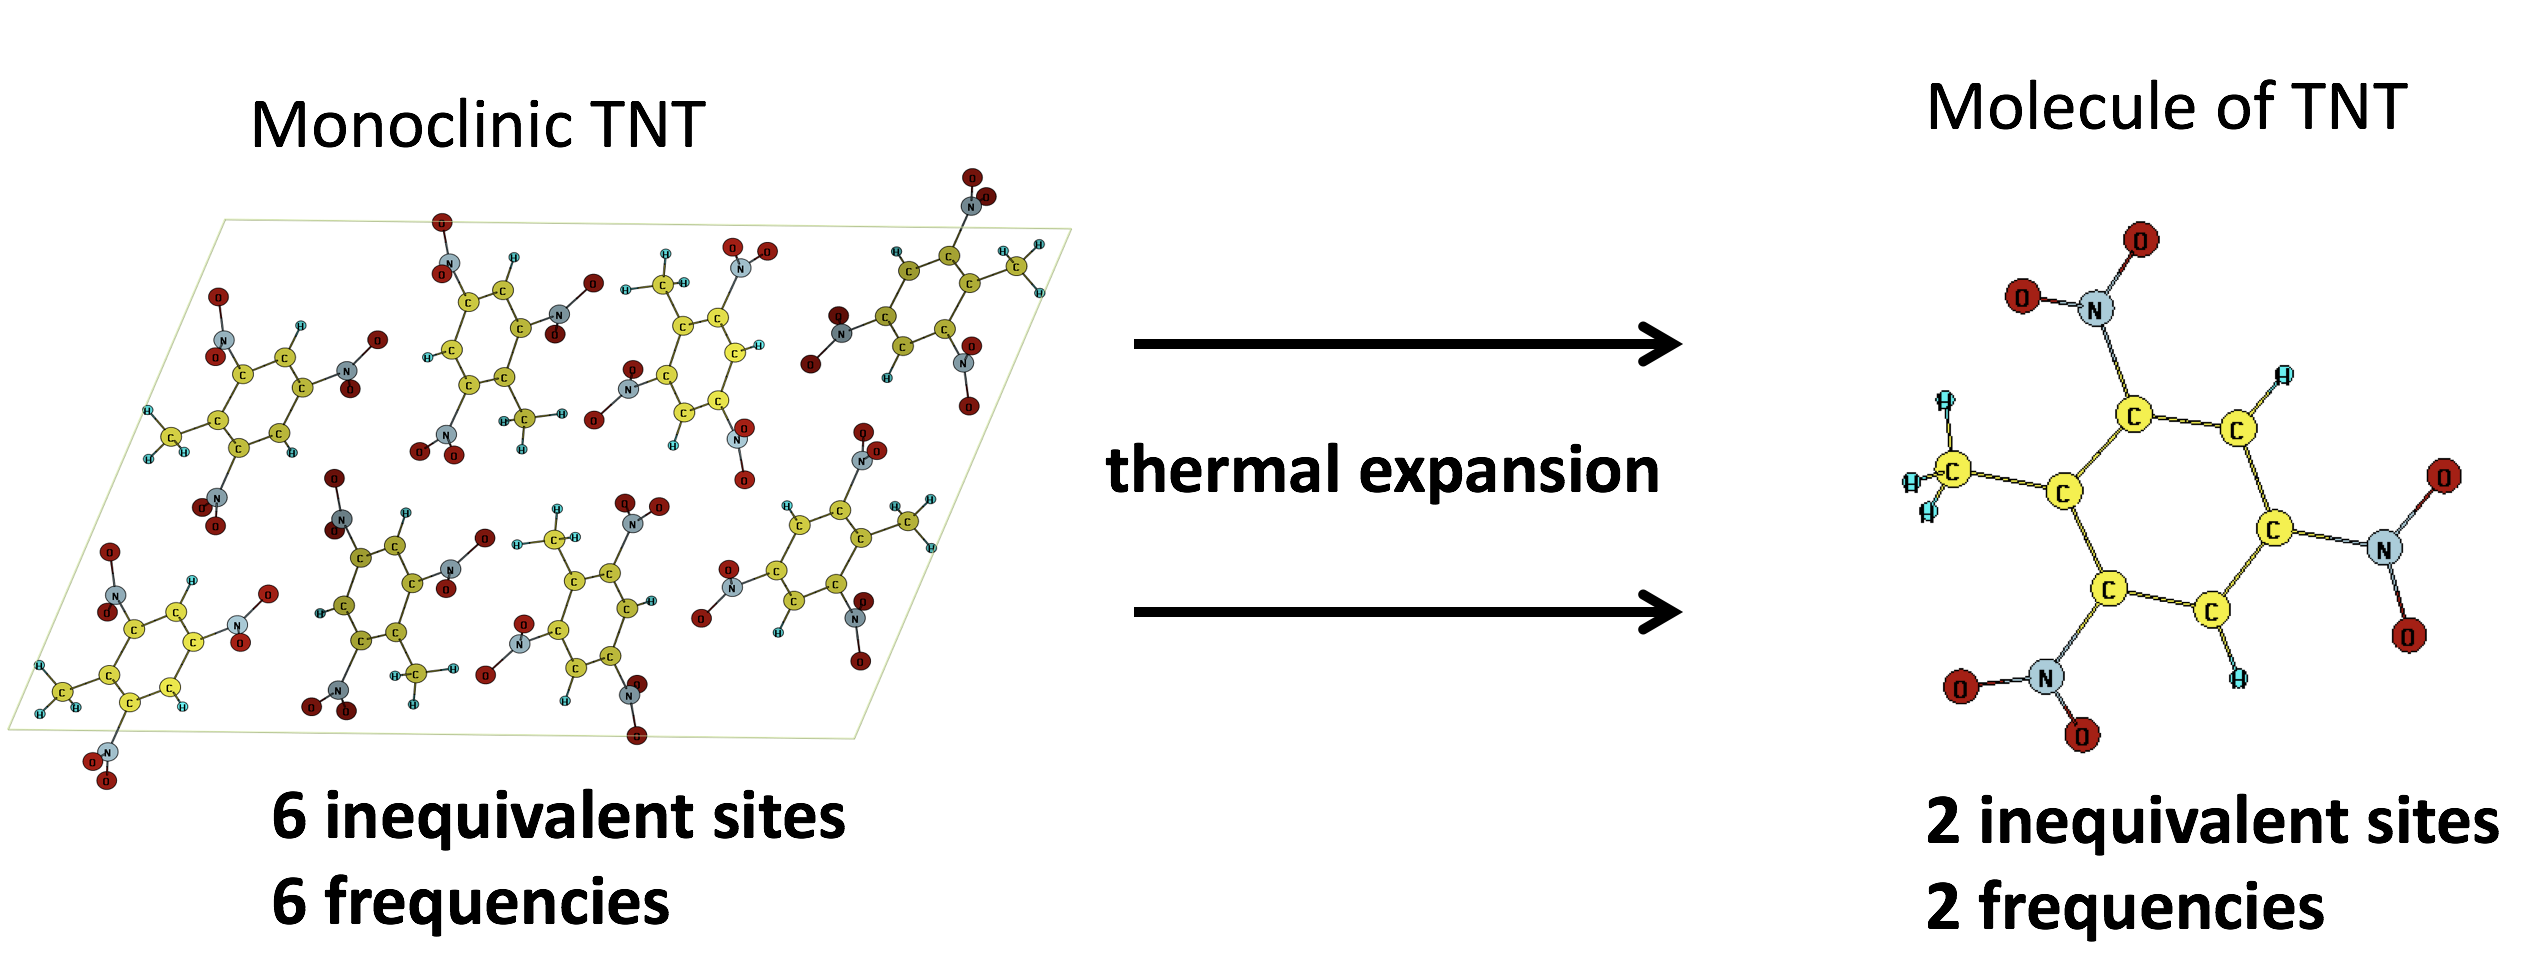 Monoclinic TNT
Molecule of TNT
thermal expansion
6 inequivalent sites
6 frequencies
2 inequivalent sites
2 frequencies